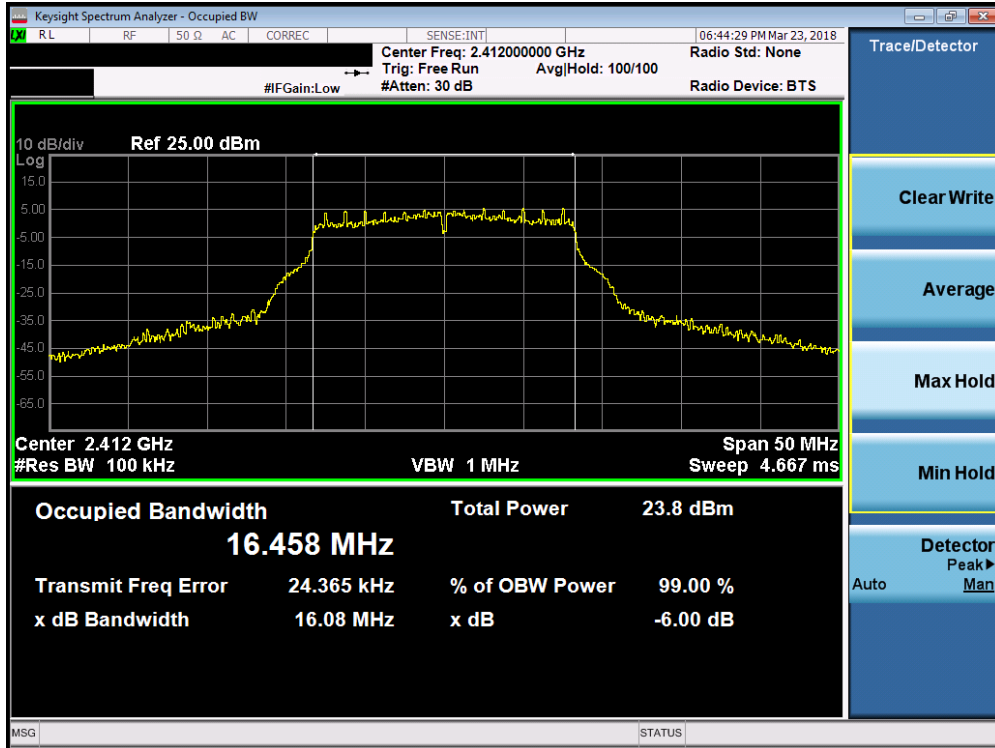 Keysight Spectrum Analyzer - Occupied BW
LXI RL RF 50 Ω AC CORREC SENSE:INT 06:44:29 PM Mar 23, 2018
Center Freq: 2.412000000 GHz Radio Std: None
Trig: Free Run Avg|Hold: 100/100
#IFGain:Low #Atten: 30 dB Radio Device: BTS
10 dB/div Ref 25.00 dBm
Log
15.0
5.00
-5.00
-15.0
-25.0
-35.0
-45.0
-55.0
-65.0
Center 2.412 GHz Span 50 MHz
#Res BW 100 kHz VBW 1 MHz Sweep 4.667 ms
Occupied Bandwidth Total Power 23.8 dBm
16.458 MHz
Transmit Freq Error 24.365 kHz % of OBW Power 99.00 %
x dB Bandwidth 16.08 MHz x dB -6.00 dB
Trace/Detector
Clear Write
Average
Max Hold
Min Hold
Detector
Peak▶
Auto Man
MSG STATUS